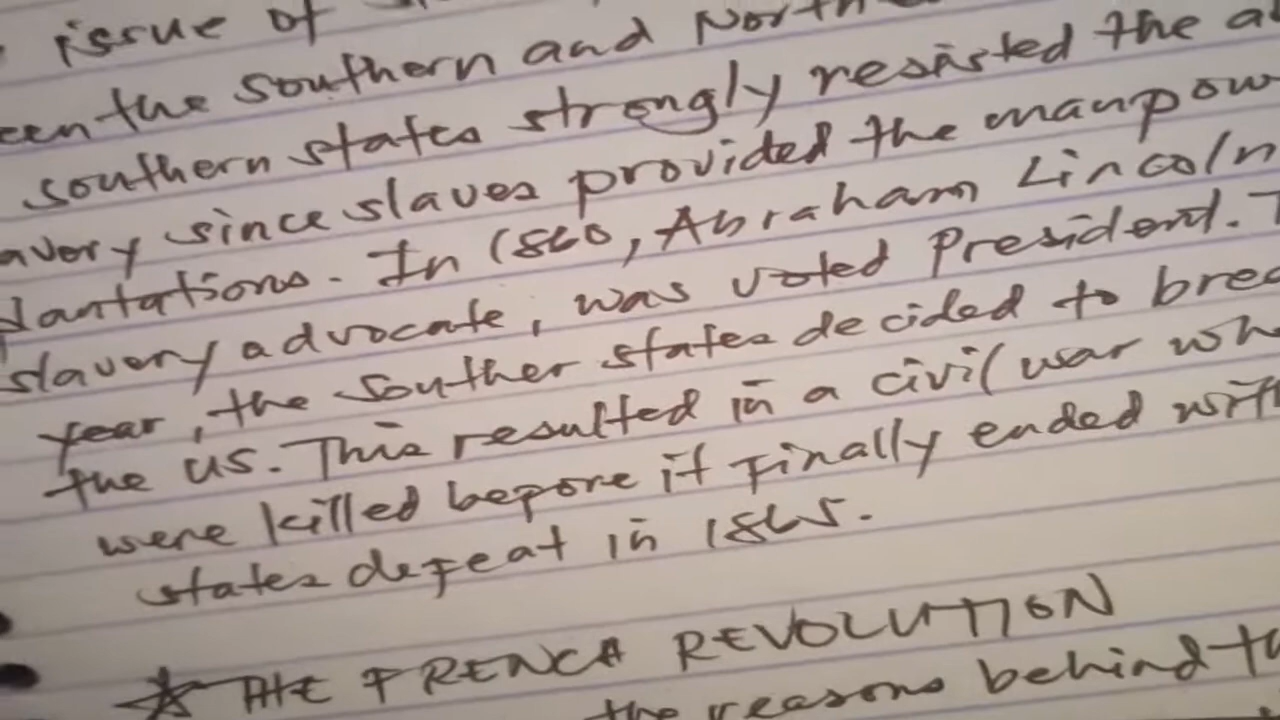 issue of
een the southern and North
southern states strongly resisted the a
avery since slaves provided the manpow
plantations. In 1860, Abraham Lincoln
slavery advocate, was voted President. T
year, the souther states decided to brea
the US. This resulted in a civil war wh
were killed before it finally ended with
states defeat in 1865.
* THE FRENCH REVOLUTION
the reasons behind th